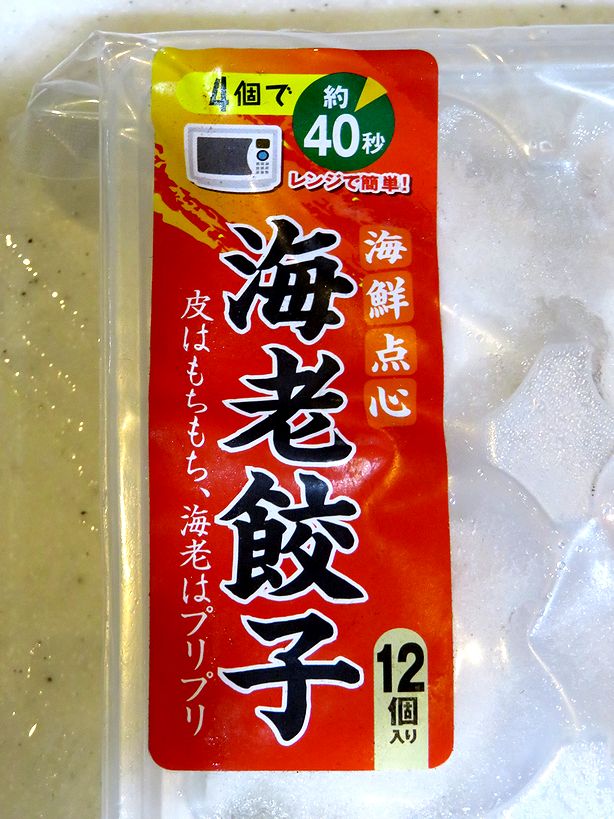 4個で
約
40秒
レンジで簡単!
海鮮点心
海老餃子
皮はもちもち、海老はプリプリ
12
個
入り